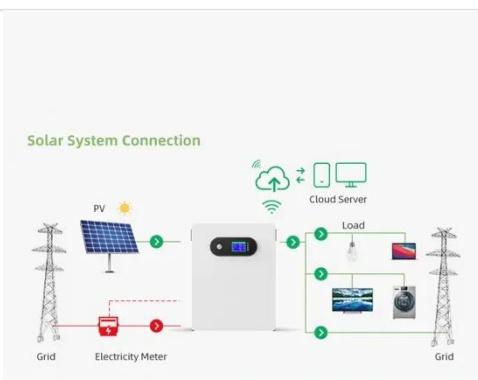 Solar System Connection
Cloud Server
PV
Load
Grid
Electricity Meter
Grid